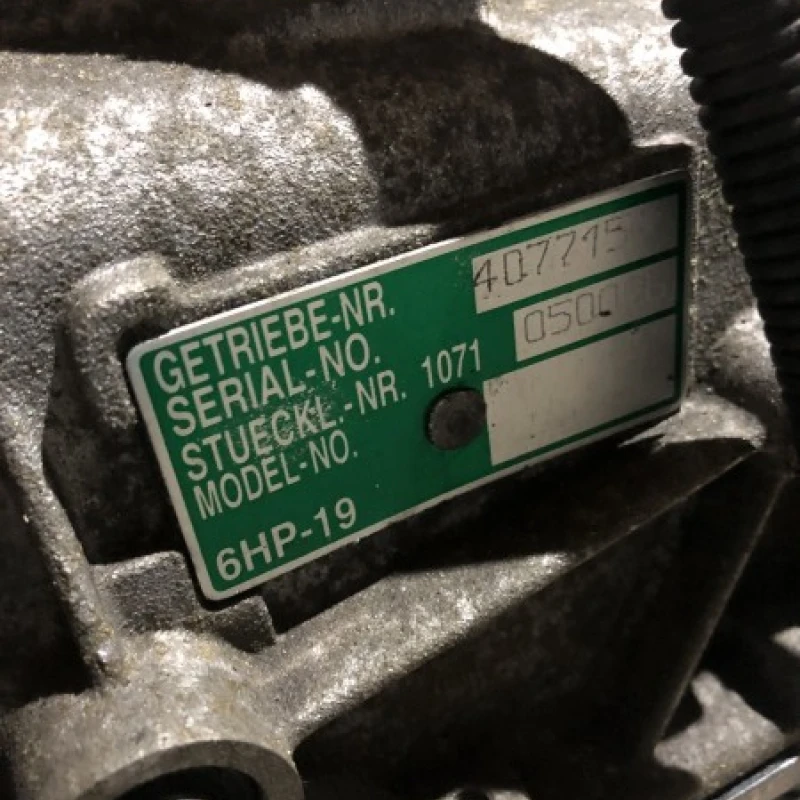 GETRIEBE-NR.
SERIAL-NO. 407715
STUECKL.-NR. 1071
MODEL-NO.
6HP-19